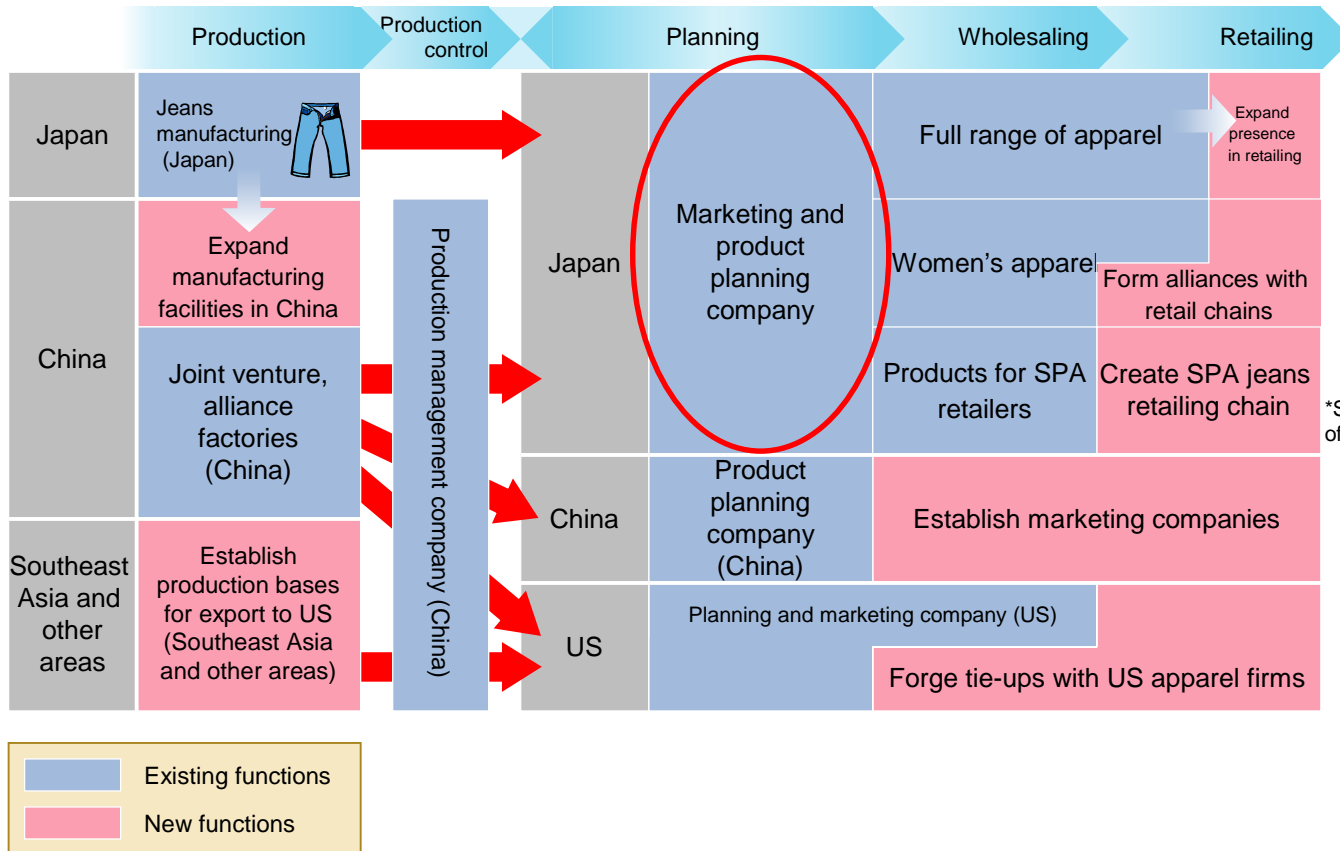 Production
Production
control
Planning
Wholesaling
Retailing
Japan
Jeans
manufacturing
(Japan)
Japan
Marketing and
product
planning
company
Full range of apparel
Expand
presence
in retailing
China
Expand
manufacturing
facilities in China
Production management company (China)
Women's apparel
Form alliances with
retail chains
Joint venture,
alliance
factories
(China)
Products for SPA
retailers
Create SPA jeans
retailing chain
*S
of
China
Product
planning
company
(China)
Establish marketing companies
Southeast
Asia and
other
areas
Establish
production bases
for export to US
(Southeast Asia
and other areas)
US
Planning and marketing company (US)
Forge tie-ups with US apparel firms
Existing functions
New functions